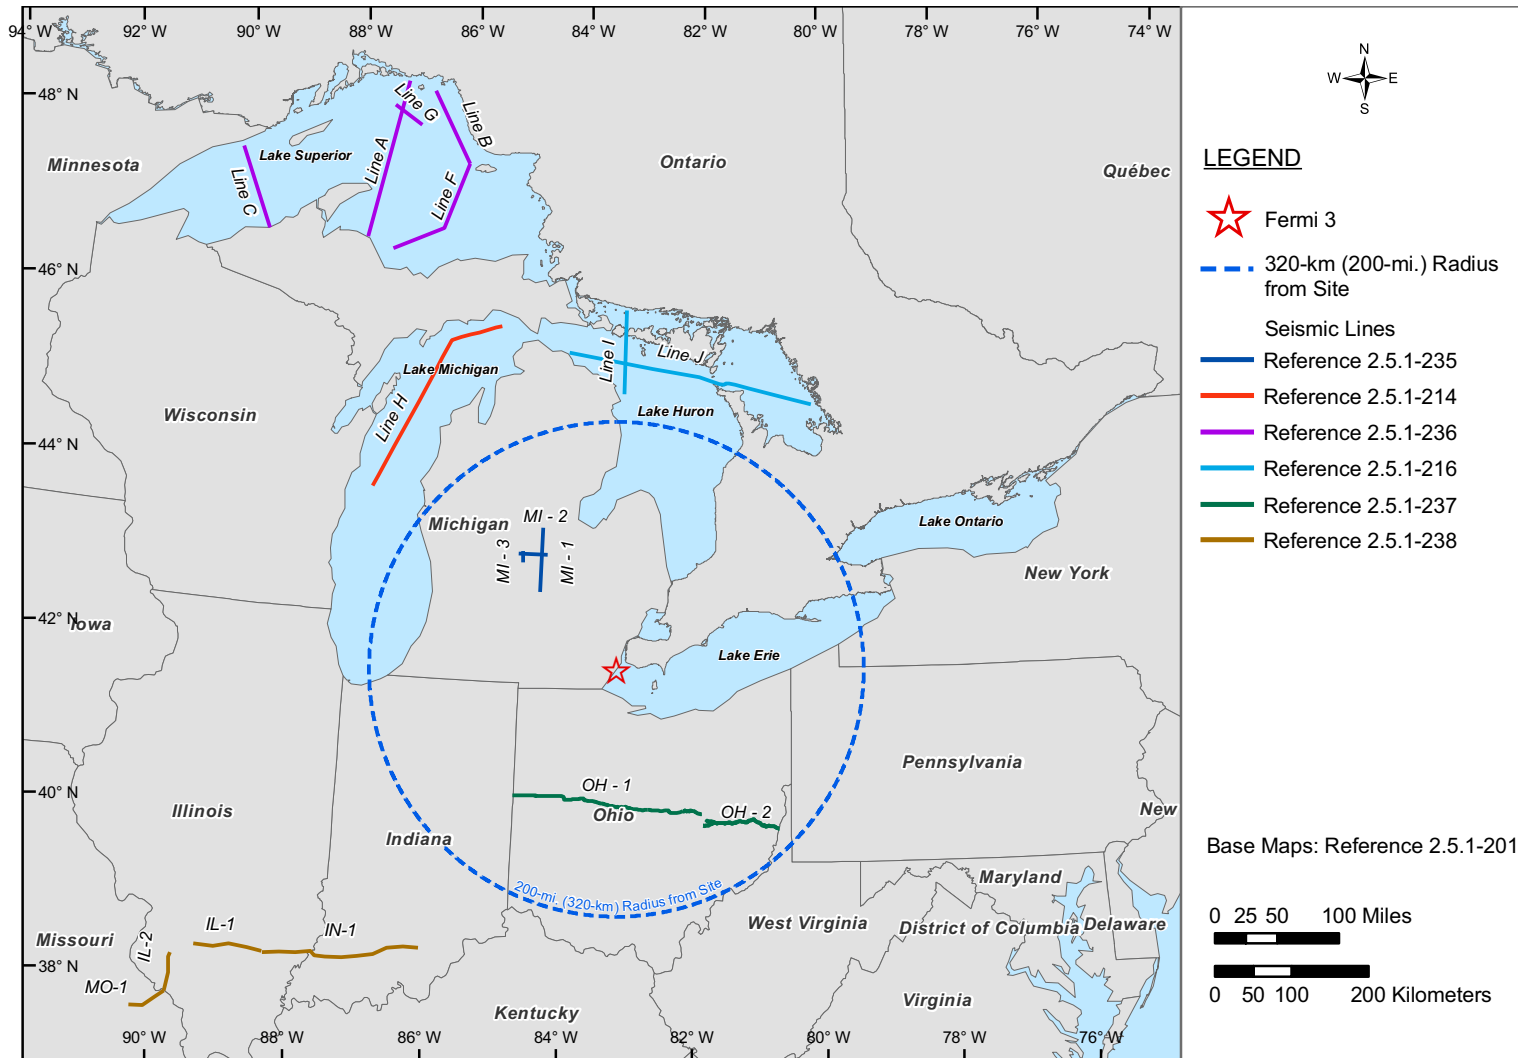 94° W 92° W 90° W 88° W 86° W 84° W 82° W 80° W 78° W 76° W 74° W
48° N
46° N
44° N
42° N
40° N
38° N
90° W 88° W 86° W 84° W 82° W 80° W 78° W 76° W
Line G
Line B
Line A
Line F
Line C
Lake Superior
Minnesota
Ontario
Québec
Line I
Line J
Lake Michigan
Line H
Lake Huron
Wisconsin
Michigan
MI - 2
MI - 3
MI - 1
Lake Ontario
New York
Iowa
Lake Erie
Pennsylvania
OH - 1
Ohio
OH - 2
Illinois
Indiana
New
200-mi. (320-km) Radius from Site
Maryland
West Virginia
District of Columbia
Delaware
Missouri
IL-2
IL-1
IN-1
MO-1
Kentucky
Virginia
N
W E
S
LEGEND
Fermi 3
320-km (200-mi.) Radius
from Site
Seismic Lines
Reference 2.5.1-235
Reference 2.5.1-214
Reference 2.5.1-236
Reference 2.5.1-216
Reference 2.5.1-237
Reference 2.5.1-238
Base Maps: Reference 2.5.1-201
0 25 50 100 Miles
0 50 100 200 Kilometers